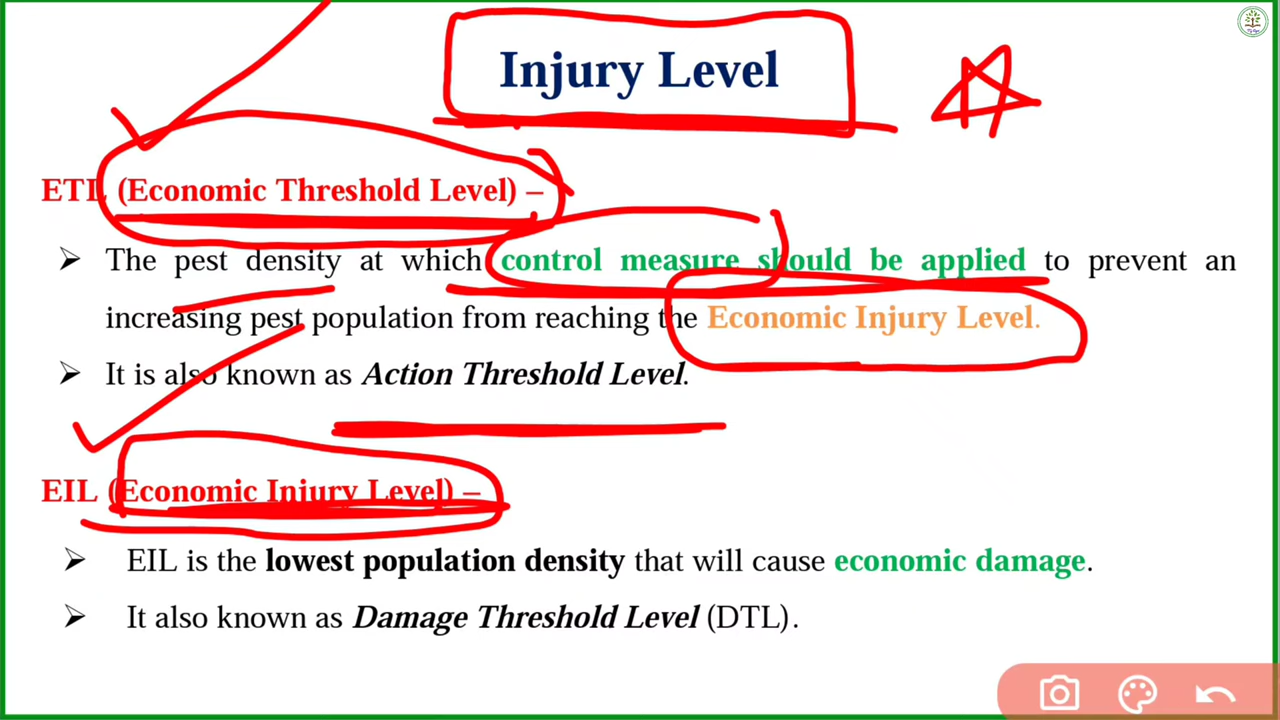 Injury Level
ETL (Economic Threshold Level) –
➤ The pest density at which control measure should be applied to prevent an
increasing pest population from reaching the Economic Injury Level.
➤ It is also known as Action Threshold Level.
EIL (Economic Injury Level) –
➤ EIL is the lowest population density that will cause economic damage.
➤ It also known as Damage Threshold Level (DTL).